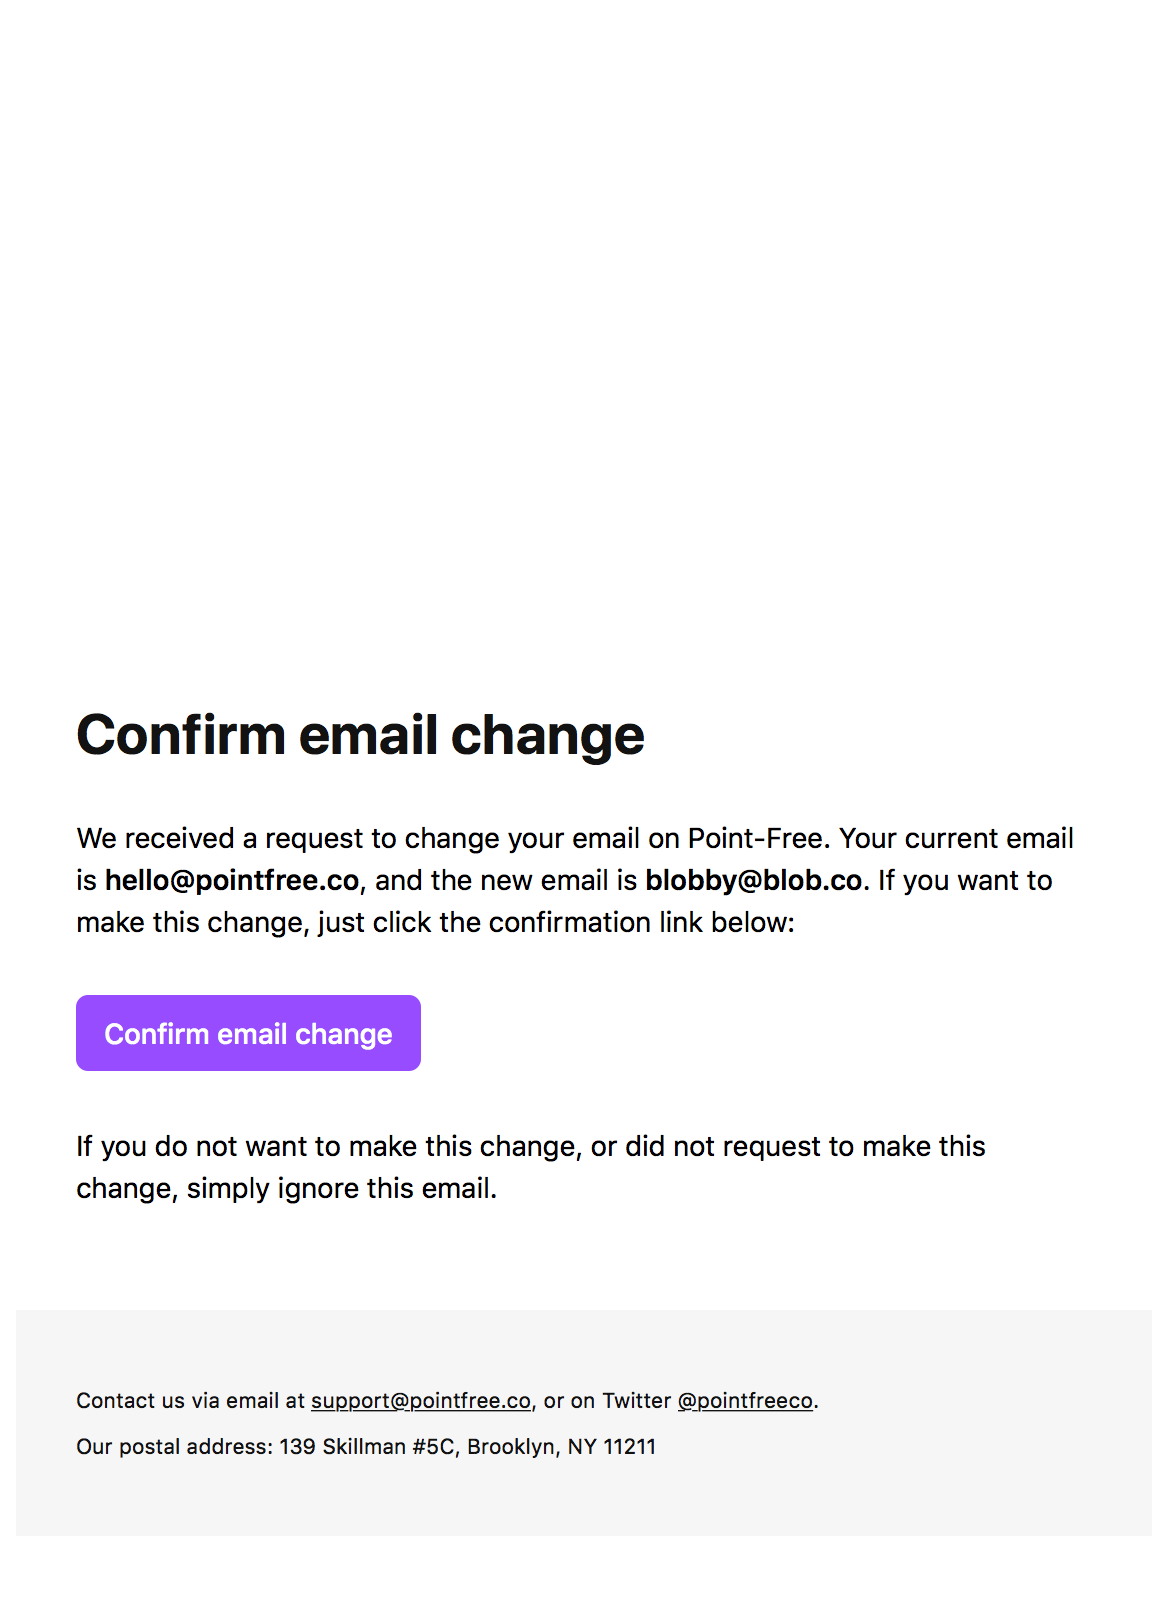 Confirm email change
We received a request to change your email on Point-Free. Your current email
is hello@pointfree.co, and the new email is blobby@blob.co. If you want to
make this change, just click the confirmation link below:
Confirm email change
If you do not want to make this change, or did not request to make this
change, simply ignore this email.
Contact us via email at support@pointfree.co, or on Twitter @pointfreeco.
Our postal address: 139 Skillman #5C, Brooklyn, NY 11211